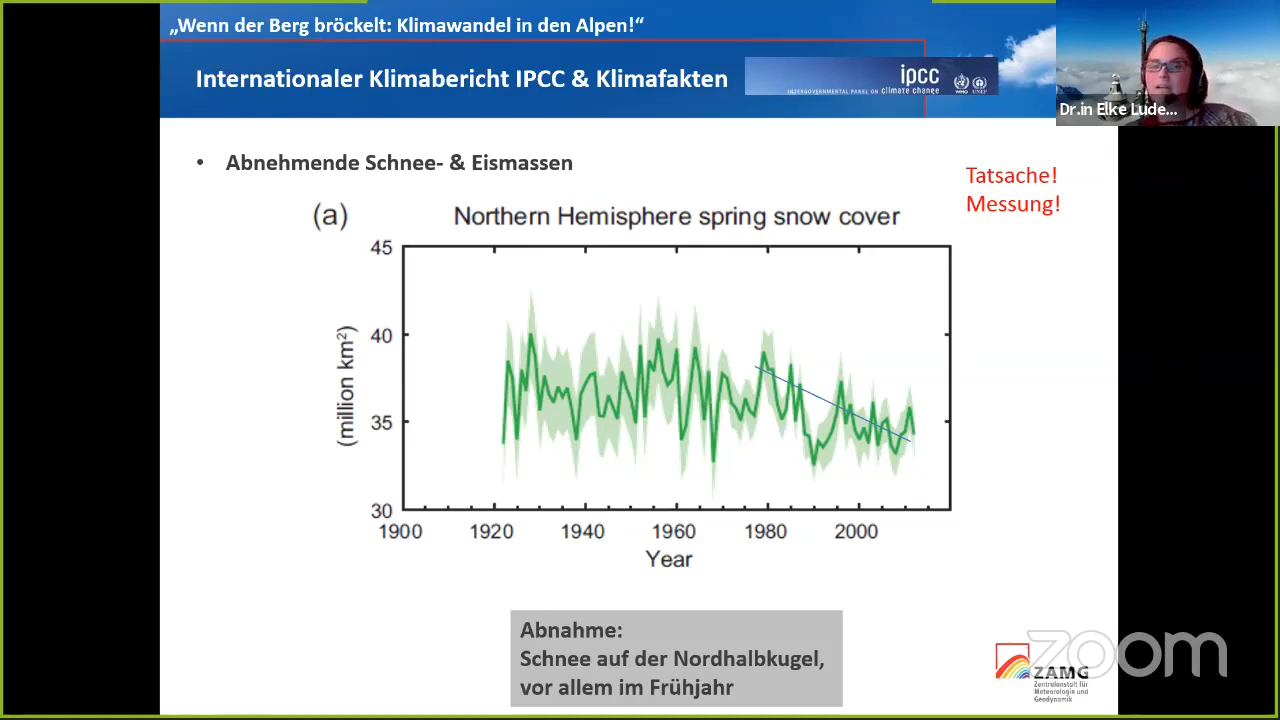 „Wenn der Berg bröckelt: Klimawandel in den Alpen!“
Internationaler Klimabericht IPCC & Klimafakten
ipcc
INTERGOVERNMENTAL PANEL ON climate change
WMO UNEP
Dr.in Elke Lude...
• Abnehmende Schnee- & Eismassen
Tatsache!
Messung!
(a) Northern Hemisphere spring snow cover
45
40
35
30
(million km²)
1900 1920 1940 1960 1980 2000
Year
Abnahme:
Schnee auf der Nordhalbkugel,
vor allem im Frühjahr
zoom
ZAMG
Zentralanstalt für
Meteorologie und
Geodynamik